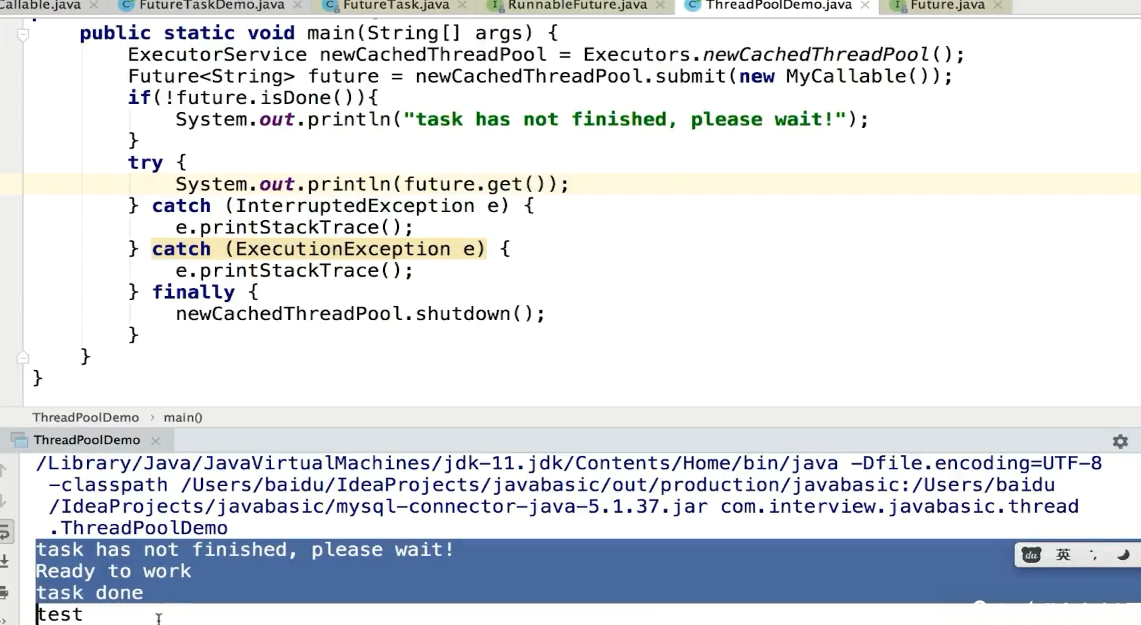 Callable.java
FutureTaskDemo.java
FutureTask.java
RunnableFuture.java
ThreadPoolDemo.java
Future.java
public static void main(String[] args) {
ExecutorService newCachedThreadPool = Executors.newCachedThreadPool();
Future<String> future = newCachedThreadPool.submit(new MyCallable());
if(!future.isDone()){
System.out.println("task has not finished, please wait!");
}
try {
System.out.println(future.get());
} catch (InterruptedException e) {
e.printStackTrace();
} catch (ExecutionException e) {
e.printStackTrace();
} finally {
newCachedThreadPool.shutdown();
}
}
}
ThreadPoolDemo › main()
ThreadPoolDemo
/Library/Java/JavaVirtualMachines/jdk-11.jdk/Contents/Home/bin/java -Dfile.encoding=UTF-8
-classpath /Users/baidu/IdeaProjects/javabasic/out/production/javabasic:/Users/baidu
/IdeaProjects/javabasic/mysql-connector-java-5.1.37.jar com.interview.javabasic.thread
.ThreadPoolDemo
task has not finished, please wait!
Ready to work
task done
test
du 英